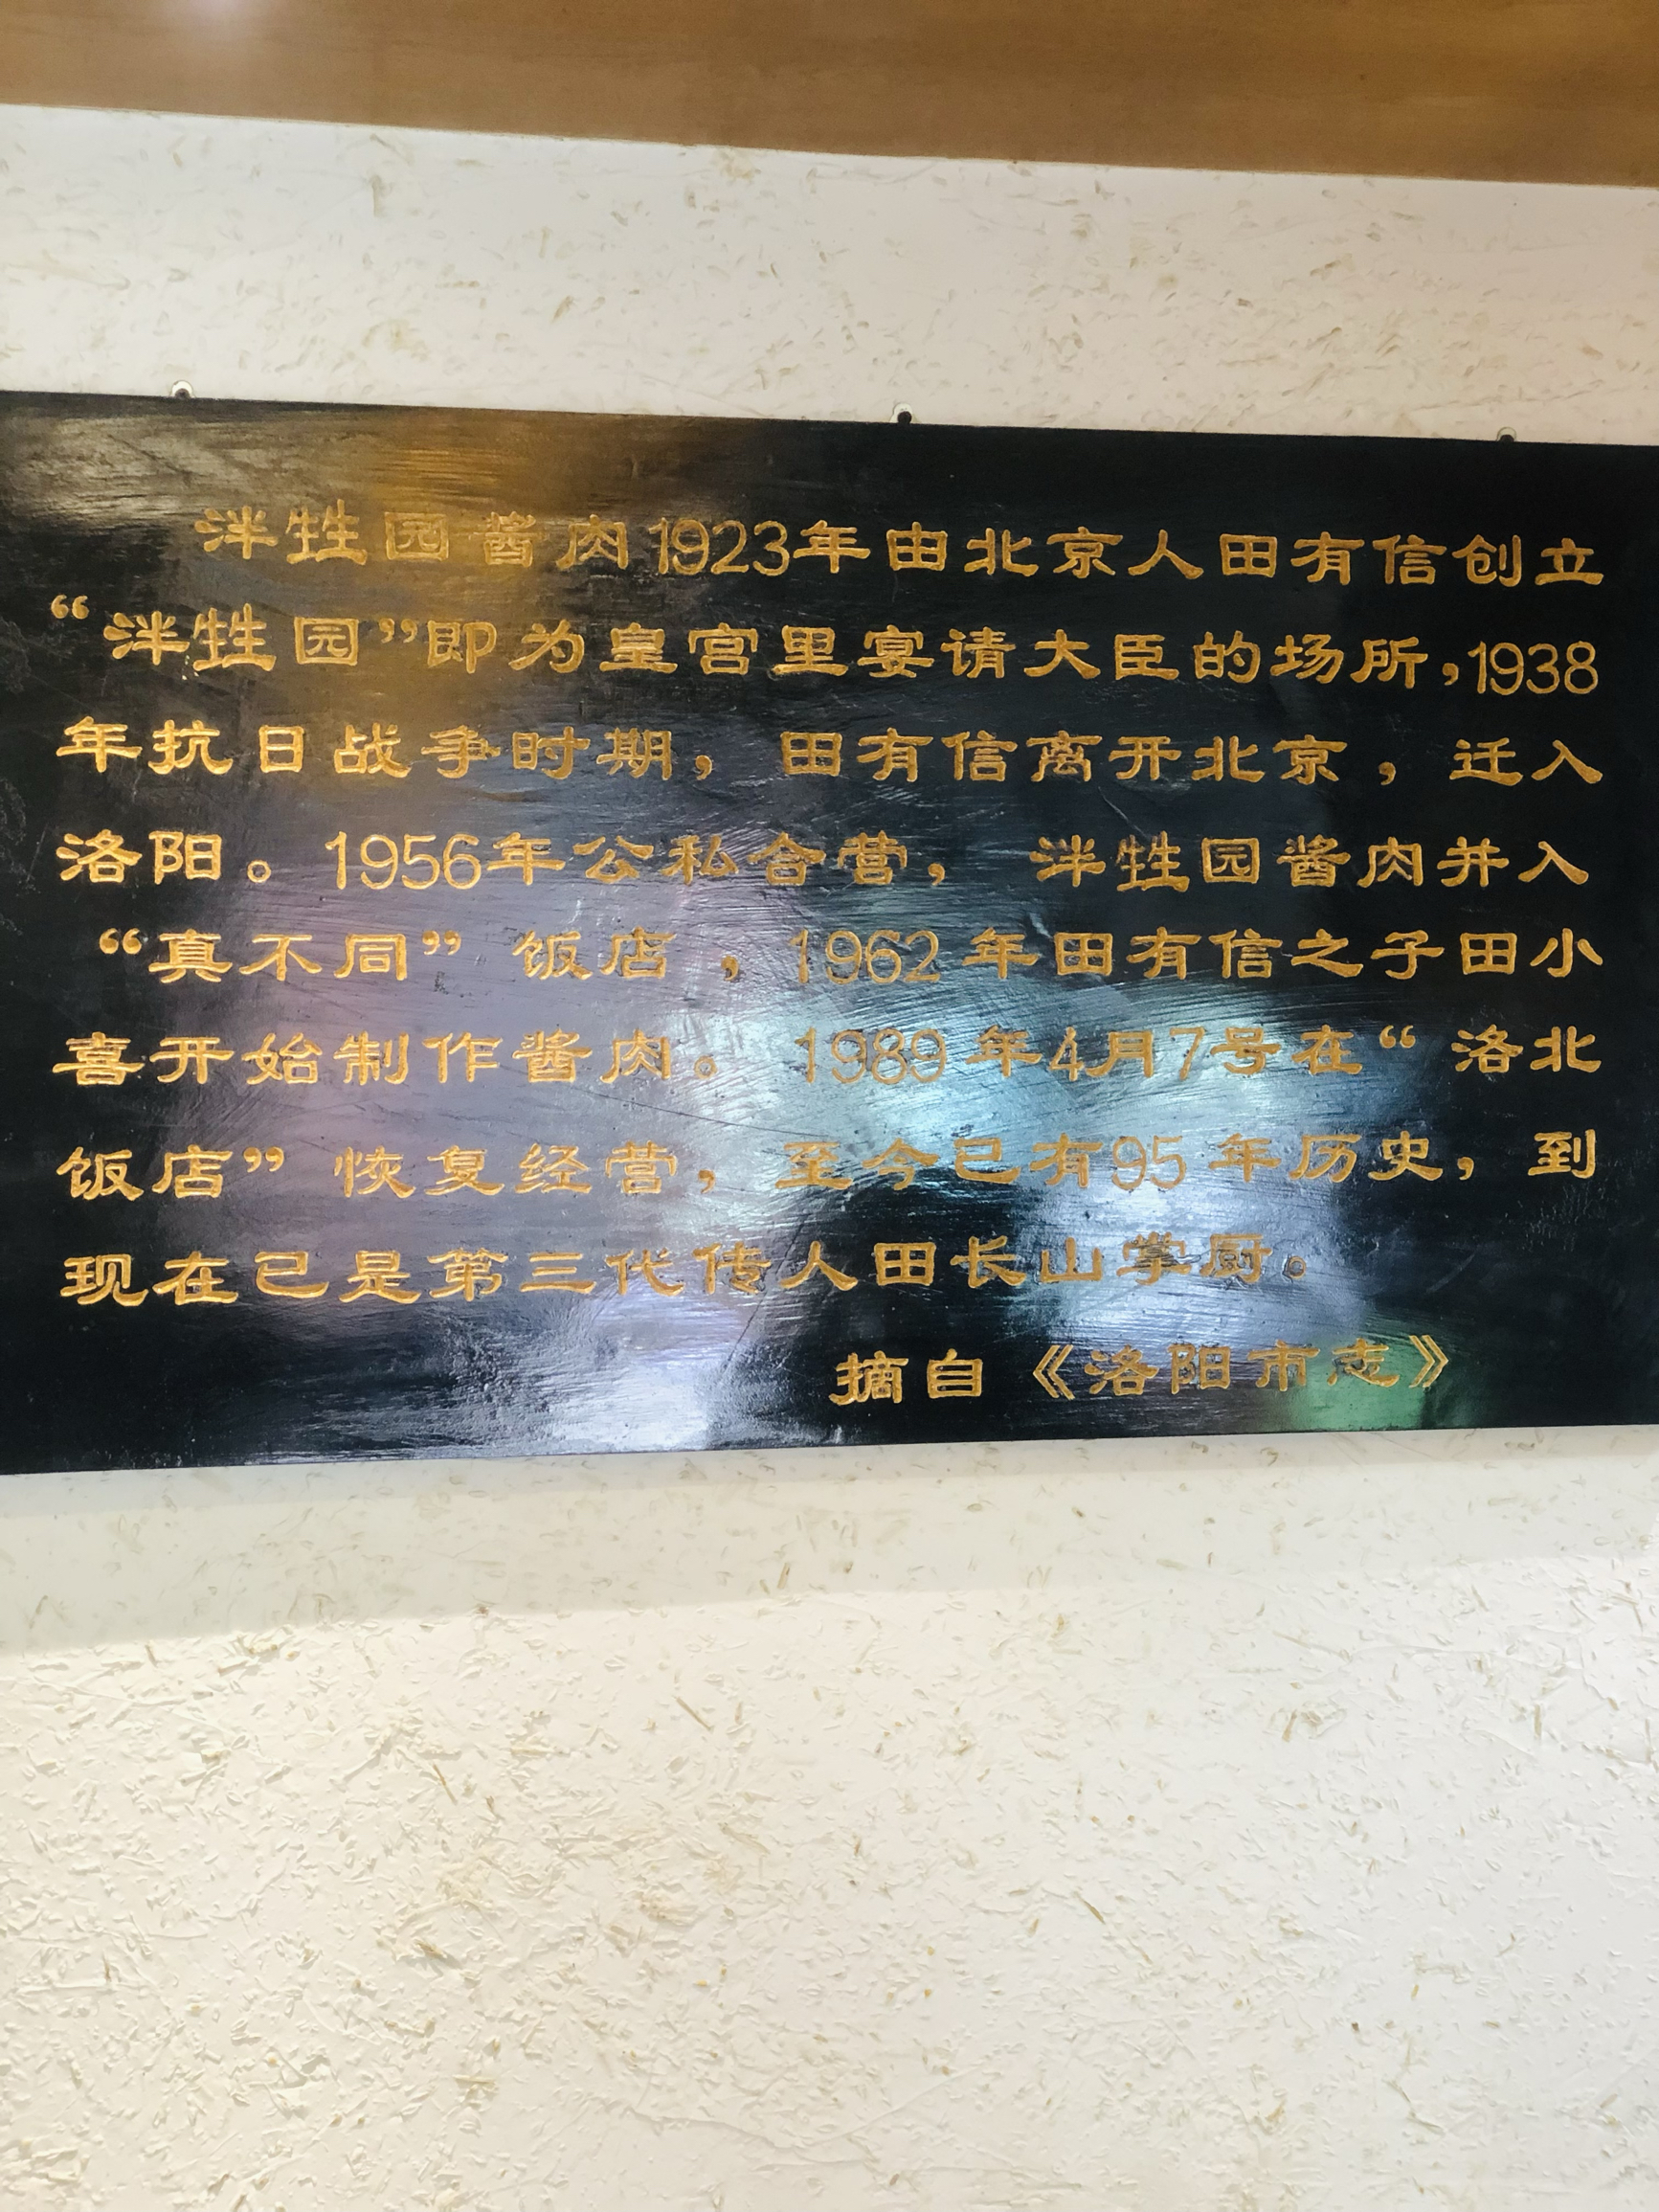 泮甡园酱肉1923年由北京人田有信创立
“泮甡园”即为皇宫里宴请大臣的场所,1938
年抗日战争时期，田有信离开北京，迁入
洛阳。1956年公私合营，泮甡园酱肉并入
“真不同”饭店，1962年田有信之子田小
喜开始制作酱肉。1989年4月7号在“洛北
饭店”恢复经营，至今已有95年历史，到
现在已是第三代传人田长山掌厨。
摘自《洛阳市志》